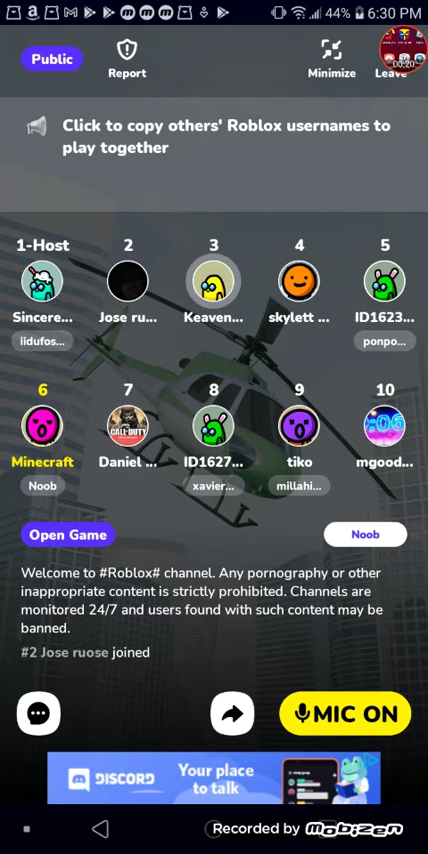 44% 6:30 PM
Public
Report
Minimize
Leave
00:20
Click to copy others' Roblox usernames to
play together
1-Host 2 3 4 5
Sincere... Jose ru... Keaven... skylett ... ID1623...
iidufos... ponpo...
6 7 8 9 10
CALL OF DUTY
:06
Minecraft Daniel ... ID1627... tiko mgood...
Noob xavier... millahi...
Open Game Noob
Welcome to #Roblox# channel. Any pornography or other
inappropriate content is strictly prohibited. Channels are
monitored 24/7 and users found with such content may be
banned.
#2 Jose ruose joined
MIC ON
DISCORD Your place
to talk
Recorded by mobizen